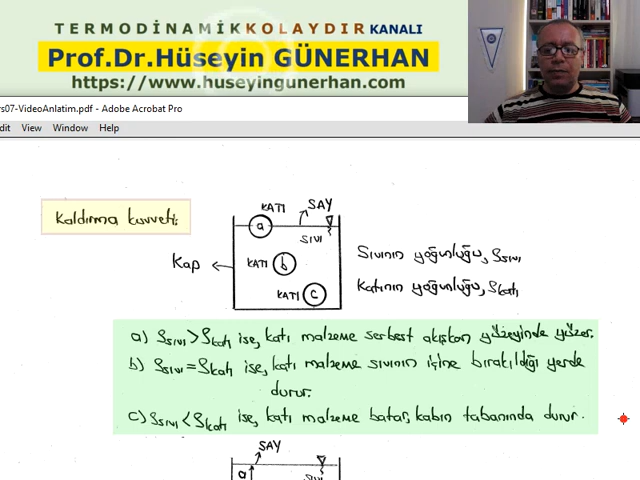 TERMODİNAMİKKOLAYDIR KANALI
Prof.Dr.Hüseyin GÜNERHAN
https://www.huseyingunerhan.com
rs07-VideoAnlatim.pdf - Adobe Acrobat Pro
dit View Window Help
Kaldırma kuvveti;
KATI SAY
a
SIVI
Kap KATI b
KATI c
Sıvının yoğunluğu, ρsıvı
Katının yoğunluğu, ρkatı
a) ρsıvı > ρkatı ise, katı malzeme serbest akışkan yüzeyinde yüzer.
b) ρsıvı = ρkatı ise, katı malzeme sıvının içine bırakıldığı yerde
durur.
c) ρsıvı < ρkatı ise, katı malzeme batar, kabın tabanında durur.
SAY
a
SIVI